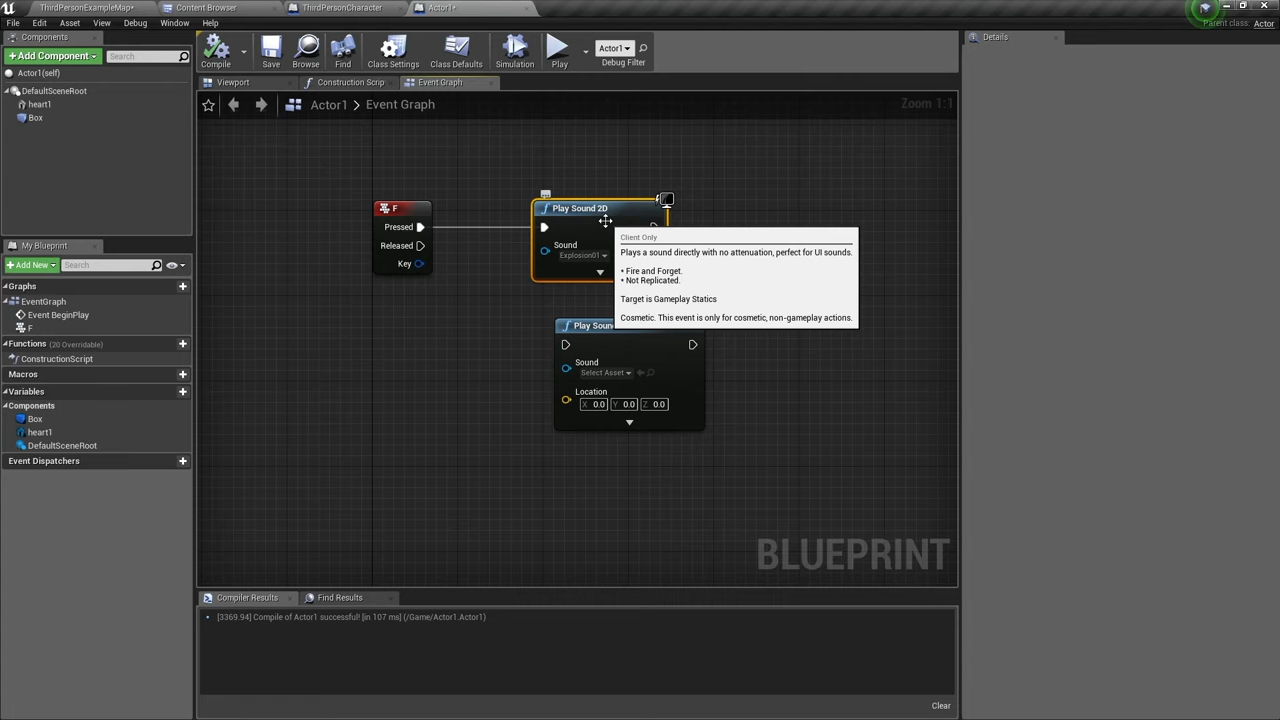 ThirdPersonExampleMap*
Content Browser
ThirdPersonCharacter
Actor1*
File Edit Asset View Debug Window Help
Parent class: Actor
Components
+ Add Component
Search
Actor1(self)
DefaultSceneRoot
heart1
Box
Compile
Save
Browse
Find
Class Settings
Class Defaults
Simulation
Play
Actor1
Debug Filter
Details
Viewport
Construction Scrip
Event Graph
Actor1 > Event Graph
Zoom 1:1
F
Pressed
Released
Key
Play Sound 2D
Sound
Explosion01
Client Only
Plays a sound directly with no attenuation, perfect for UI sounds.
• Fire and Forget.
• Not Replicated.
Target is Gameplay Statics
Cosmetic. This event is only for cosmetic, non-gameplay actions.
Play Soun
Sound
Select Asset
Location
X 0.0 Y 0.0 Z 0.0
BLUEPRINT
My Blueprint
+ Add New
Search
Graphs
EventGraph
Event BeginPlay
F
Functions (20 Overridable)
ConstructionScript
Macros
Variables
Components
Box
heart1
DefaultSceneRoot
Event Dispatchers
Compiler Results
Find Results
• [3369.94] Compile of Actor1 successful! [in 107 ms] (/Game/Actor1.Actor1)
Clear